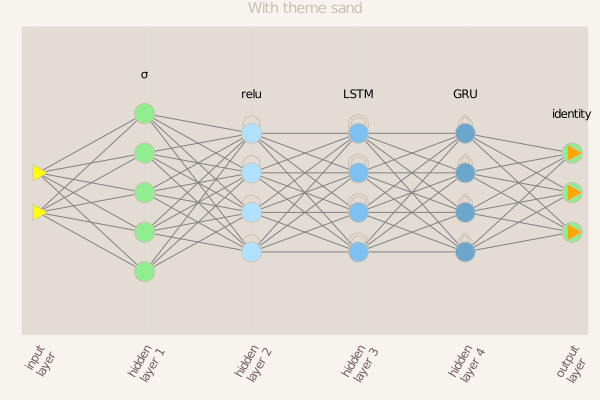 With theme sand
σ
relu
LSTM
GRU
identity
input
layer
hidden
layer 1
hidden
layer 2
hidden
layer 3
hidden
layer 4
output
layer